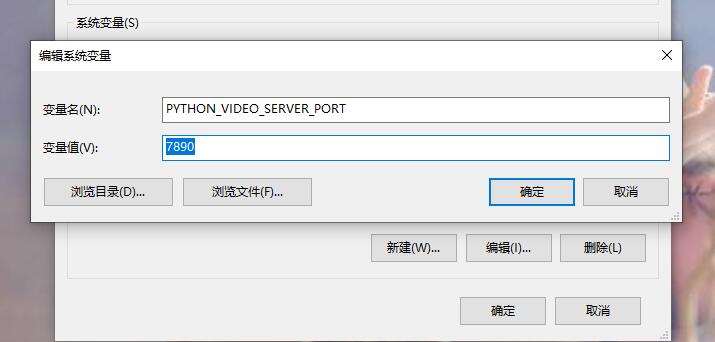 系统变量(S)
编辑系统变量
变量名(N): PYTHON_VIDEO_SERVER_PORT
变量值(V): 7890
浏览目录(D)... 浏览文件(F)... 确定 取消
新建(W)... 编辑(I)... 删除(L)
确定 取消